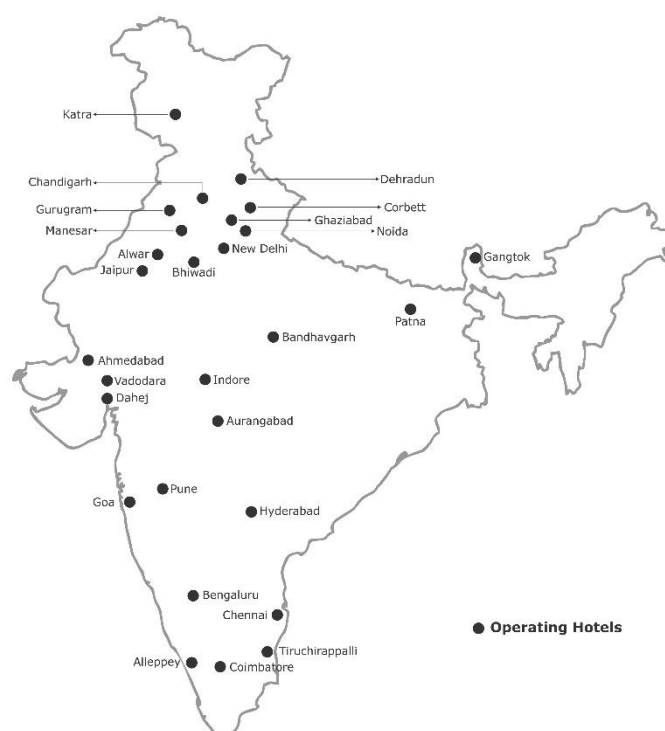 Katra
Dehradun
Chandigarh
Corbett
Gurugram
Ghaziabad
Manesar
Noida
New Delhi
Alwar
Bhiwadi
Jaipur
Gangtok
Patna
Bandhavgarh
Ahmedabad
Vadodara
Indore
Dahej
Aurangabad
Pune
Goa
Hyderabad
Bengaluru
Chennai
Operating Hotels
Tiruchirappalli
Alleppey
Coimbatore